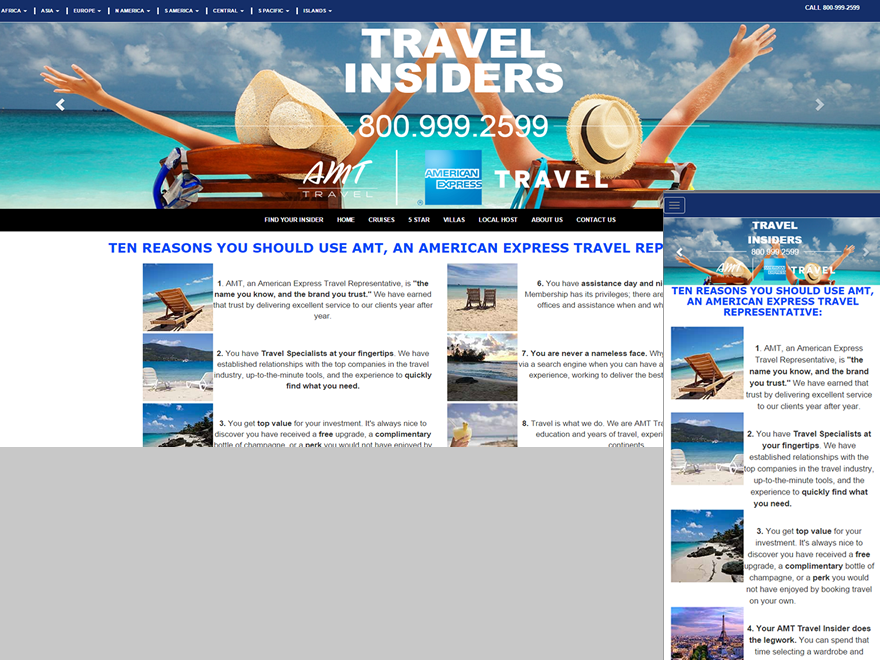 AFRICA
ASIA
EUROPE
N AMERICA
S AMERICA
CENTRAL
S PACIFIC
ISLANDS
CALL 800-999-2599
TRAVEL
INSIDERS
800.999.2599
AMT
TRAVEL
AMERICAN
EXPRESS
®
TRAVEL
FIND YOUR INSIDER
HOME
CRUISES
5 STAR
VILLAS
LOCAL HOST
ABOUT US
CONTACT US
TEN REASONS YOU SHOULD USE AMT, AN AMERICAN EXPRESS TRAVEL REP
1. AMT, an American Express Travel Representative, is "the
name you know, and the brand you trust." We have earned
that trust by delivering excellent service to our clients year after
year.
2. You have Travel Specialists at your fingertips. We have
established relationships with the top companies in the travel
industry, up-to-the-minute tools, and the experience to quickly
find what you need.
3. You get top value for your investment. It's always nice to
discover you have received a free upgrade, a complimentary
bottle of champagne, or a perk you would not have enjoyed by
6. You have assistance day and ni
Membership has its privileges; there are
offices and assistance when and wh
7. You are never a nameless face. Why
via a search engine when you can have a
experience, working to deliver the best
8. Travel is what we do. We are AMT Tra
education and years of travel, experi
continents.
TRAVEL
INSIDERS
800.999.2599
AMT
TRAVEL
TEN REASONS YOU SHOULD USE AMT,
AN AMERICAN EXPRESS TRAVEL
REPRESENTATIVE:
1. AMT, an American Express
Travel Representative, is "the
name you know, and the brand
you trust." We have earned that
trust by delivering excellent service
to our clients year after year.
2. You have Travel Specialists at
your fingertips. We have
established relationships with the
top companies in the travel industry,
up-to-the-minute tools, and the
experience to quickly find what
you need.
3. You get top value for your
investment. It's always nice to
discover you have received a free
upgrade, a complimentary bottle of
champagne, or a perk you would
not have enjoyed by booking travel
on your own.
4. Your AMT Travel Insider does
the legwork. You can spend that
time selecting a wardrobe and